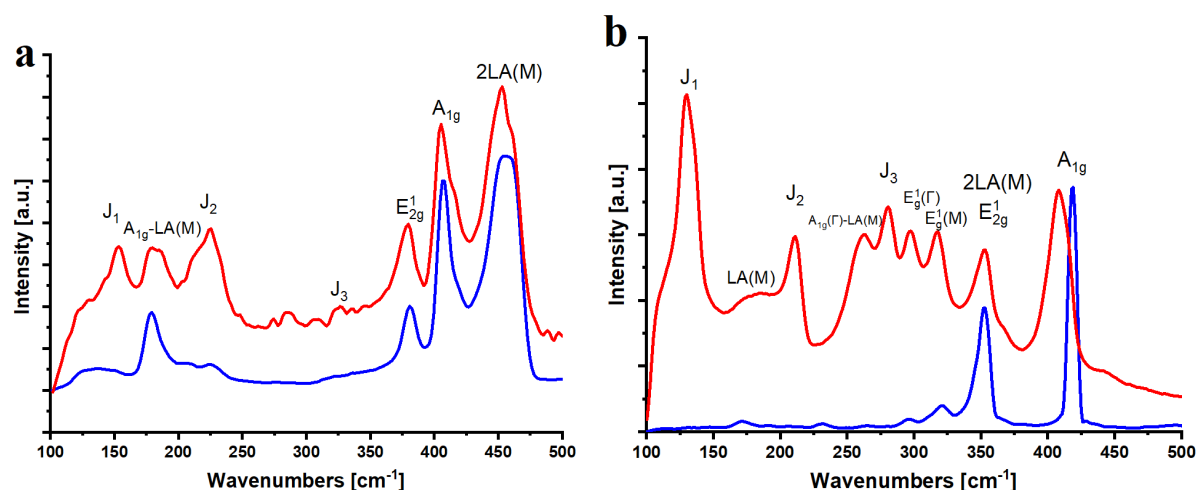 a
2LA(M)
A₁g
J₁
A₁g-LA(M)
J₂
E¹₂g
J₃
Intensity [a.u.]
100 150 200 250 300 350 400 450 500
Wavenumbers [cm⁻¹]
b
J₁
J₂
J₃
A₁g(Γ)-LA(M)
E¹g(Γ)
E¹g(M)
2LA(M)
E¹₂g
A₁g
LA(M)
Intensity [a.u.]
100 150 200 250 300 350 400 450 500
Wavenumbers [cm⁻¹]